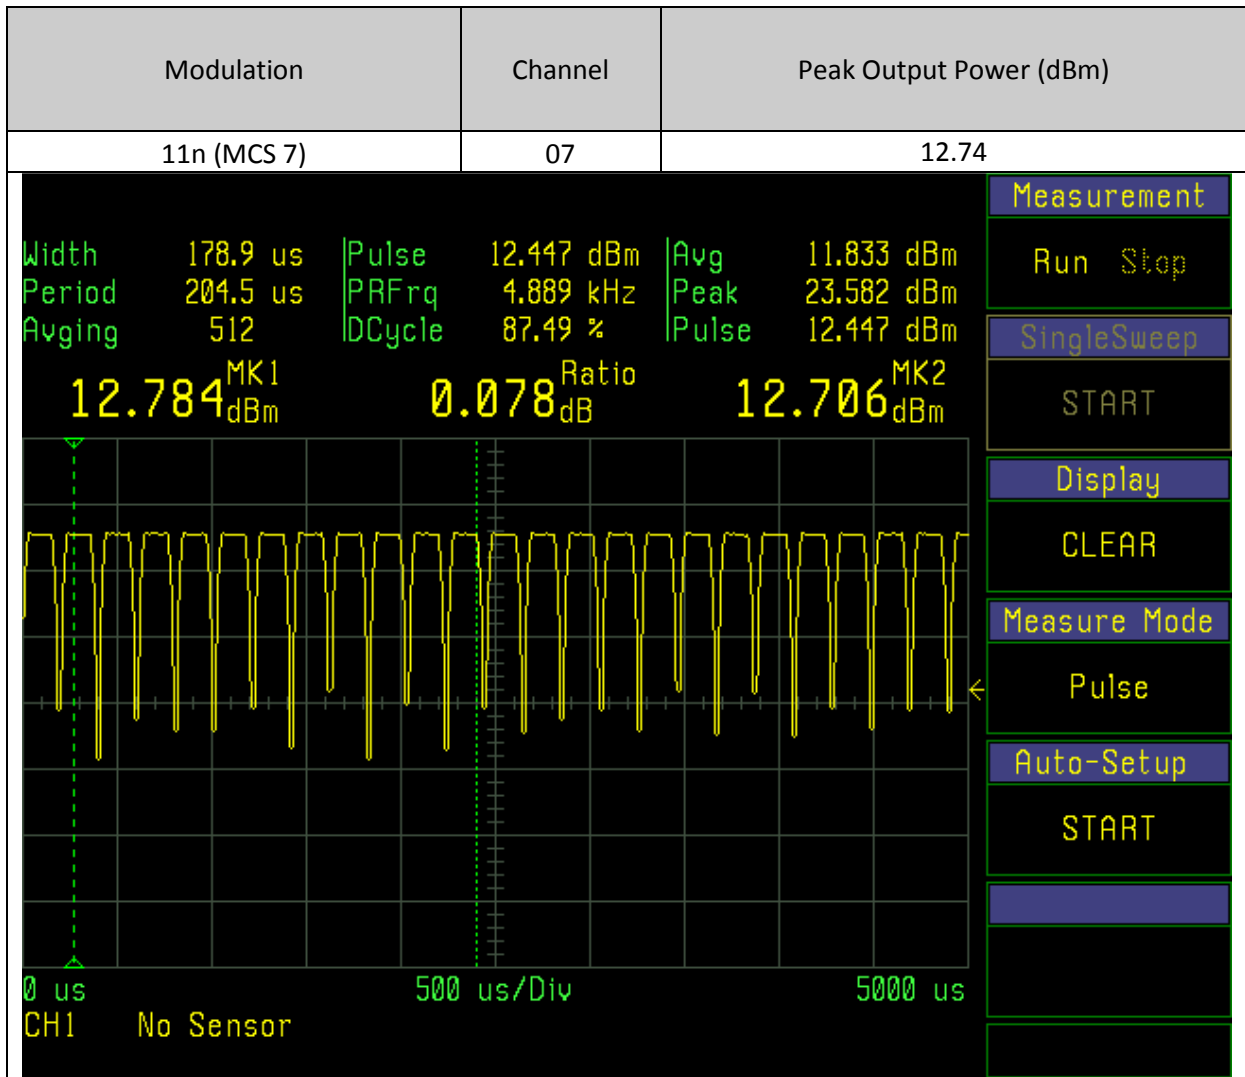 Modulation Channel Peak Output Power (dBm)
11n (MCS 7) 07 12.74
Measurement
Run Stop
Width 178.9 us Pulse 12.447 dBm Avg 11.833 dBm
Period 204.5 us PRFrq 4.889 kHz Peak 23.582 dBm
Avging 512 DCycle 87.49 % Pulse 12.447 dBm
SingleSweep
START
12.784 dBm MK1 0.078 dB Ratio 12.706 dBm MK2
Display
CLEAR
Measure Mode
Pulse
Auto-Setup
START
0 us 500 us/Div 5000 us
CH1 No Sensor